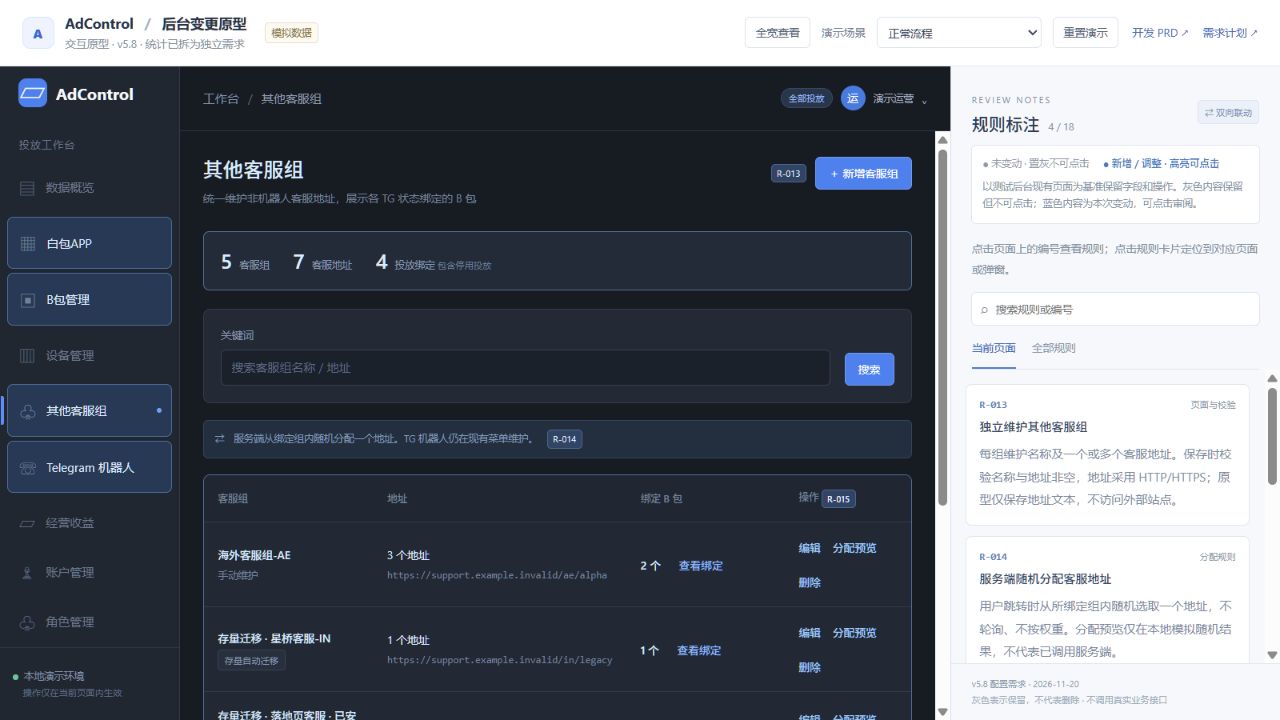 A
AdControl / 后台变更原型
交互原型 · v5.8 · 统计已拆为独立需求
模拟数据
全宽查看
演示场景
正常流程
重置演示
开发 PRD ↗
需求计划 ↗
AdControl
投放工作台
数据概览
白包APP
B包管理
设备管理
其他客服组
Telegram 机器人
经营收益
账户管理
角色管理
本地演示环境
操作仅在当前页面内生效
工作台 / 其他客服组
全部投放
运
演示运营
其他客服组
统一维护非机器人客服地址，展示各 TG 状态绑定的 B 包
R-013
+ 新增客服组
5 客服组 7 客服地址 4 投放绑定 包含停用投放
关键词
搜索客服组名称 / 地址
搜索
⇄ 服务端从绑定组内随机分配一个地址。TG 机器人仍在现有菜单维护。 R-014
客服组 地址 绑定 B 包 操作 R-015
海外客服组-AE
手动维护
3 个地址
https://support.example.invalid/ae/alpha
2 个 查看绑定
编辑 分配预览
删除
存量迁移 · 星桥客服-IN
存量自动迁移
1 个地址
https://support.example.invalid/in/legacy
1 个 查看绑定
编辑 分配预览
删除
存量迁移 · 落地页客服 · 已安
编辑 分配预览
REVIEW NOTES
规则标注 4 / 18
⇄ 双向联动
● 未变动 · 置灰不可点击 ● 新增 / 调整 · 高亮可点击
以测试后台现有页面为基准保留字段和操作。灰色内容保留
但不可点击；蓝色内容为本次变动，可点击审阅。
点击页面上的编号查看规则；点击规则卡片定位到对应页面
或弹窗。
搜索规则或编号
当前页面 全部规则
R-013 页面与校验
独立维护其他客服组
每组维护名称及一个或多个客服地址。保存时校
验名称与地址非空，地址采用 HTTP/HTTPS；原
型仅保存地址文本，不访问外部站点。
R-014 分配规则
服务端随机分配客服地址
用户跳转时从所绑定组内随机选取一个地址，不
轮询、不按权重。分配预览仅在本地模拟随机结
果，不代表已调用服务端。
v5.8 配置需求 · 2026-11-20
灰色表示保留，不代表删除 · 不调用真实业务接口